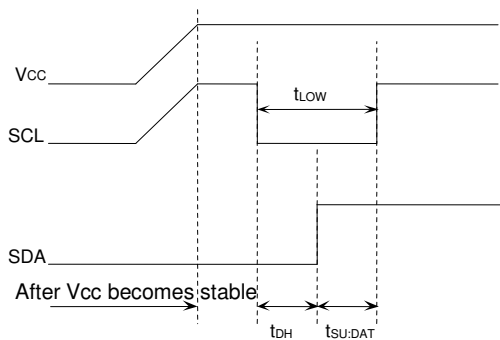 VCC
tLOW
SCL
SDA
After Vcc becomes stable
tDH
tSU:DAT